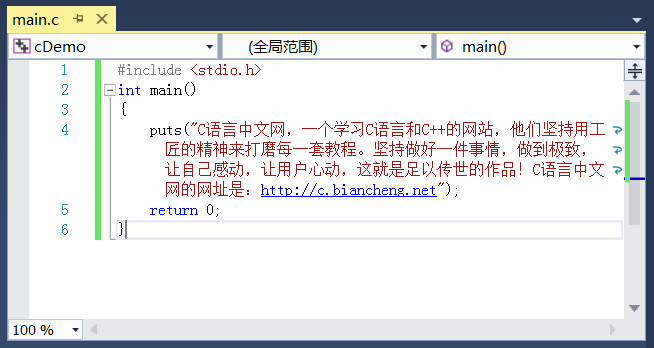 main.c
cDemo
(全局范围)
main()
1 #include <stdio.h>
2 int main()
3 {
4 puts("C语言中文网，一个学习C语言和C++的网站，他们坚持用工
匠的精神来打磨每一套教程。坚持做好一件事情，做到极致，
让自己感动，让用户心动，这就是足以传世的作品！C语言中文
网的网址是：http://c.biancheng.net");
5 return 0;
6 }
100 %